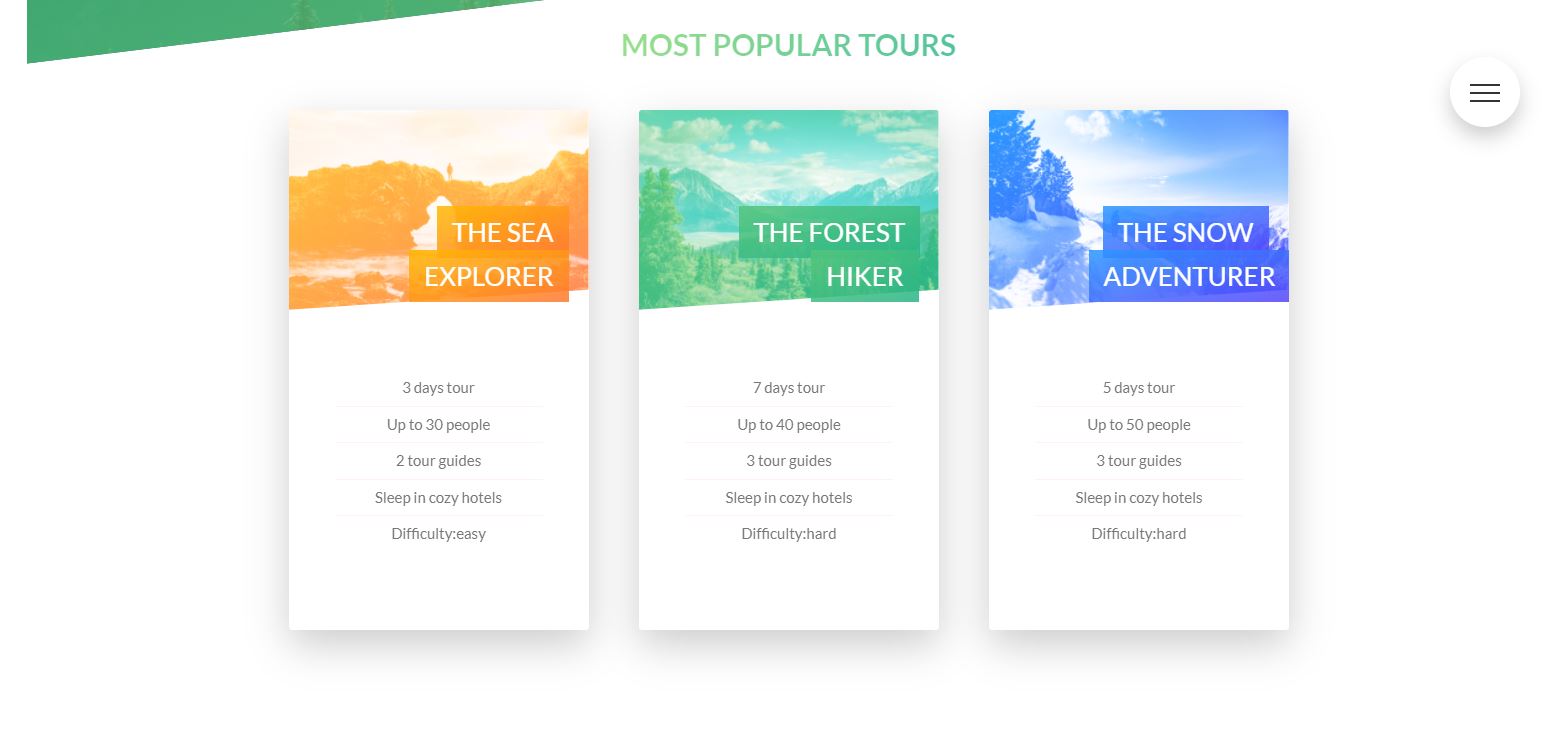 MOST POPULAR TOURS
THE SEA
EXPLORER
3 days tour
Up to 30 people
2 tour guides
Sleep in cozy hotels
Difficulty:easy
THE FOREST
HIKER
7 days tour
Up to 40 people
3 tour guides
Sleep in cozy hotels
Difficulty:hard
THE SNOW
ADVENTURER
5 days tour
Up to 50 people
3 tour guides
Sleep in cozy hotels
Difficulty:hard